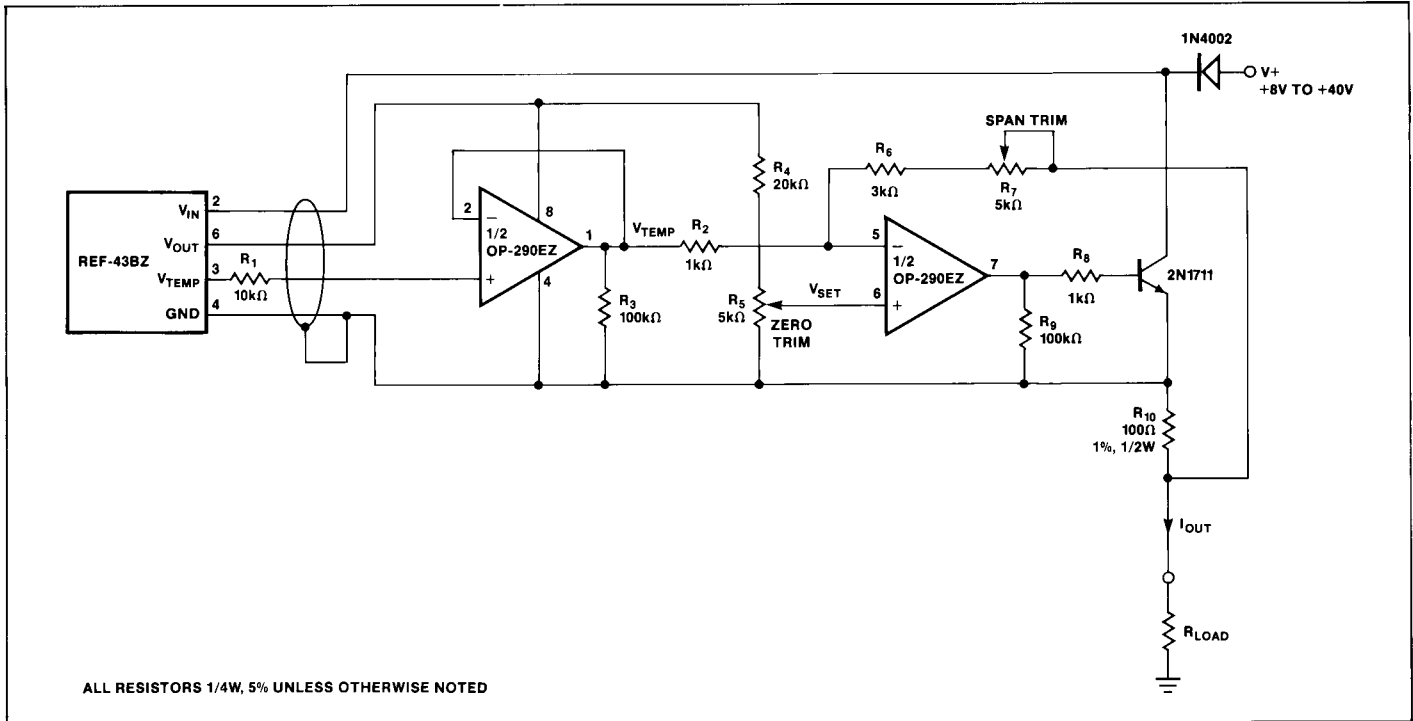 1N4002
V+
+8V TO +40V
SPAN TRIM
R6
3kΩ
R7
5kΩ
R4
20kΩ
REF-43BZ
VIN
2
VOUT
6
VTEMP
3
GND
4
R1
10kΩ
2
−
8
1/2
OP-290EZ
1
+
4
VTEMP
R2
1kΩ
R3
100kΩ
R5
5kΩ
ZERO
TRIM
VSET
5
−
1/2
OP-290EZ
7
6
+
R8
1kΩ
2N1711
R9
100kΩ
R10
100Ω
1%, 1/2W
IOUT
RLOAD
ALL RESISTORS 1/4W, 5% UNLESS OTHERWISE NOTED